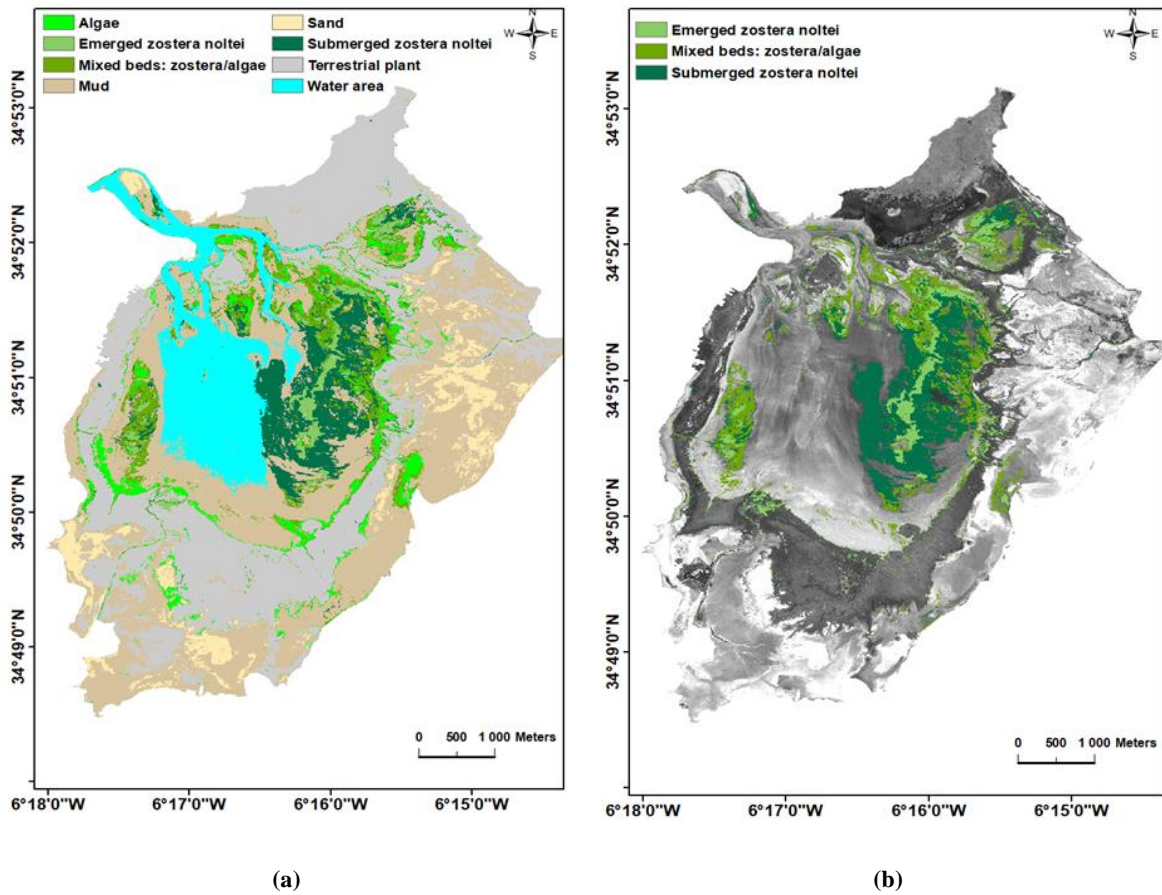 Algae
Emerged zostera noltei
Mixed beds: zostera/algae
Mud
Sand
Submerged zostera noltei
Terrestrial plant
Water area
N
W E
S
34°53'0"N
34°52'0"N
34°51'0"N
34°50'0"N
34°49'0"N
0 500 1 000 Meters
6°18'0"W 6°17'0"W 6°16'0"W 6°15'0"W
(a)
Emerged zostera noltei
Mixed beds: zostera/algae
Submerged zostera noltei
N
W E
S
34°53'0"N
34°52'0"N
34°51'0"N
34°50'0"N
34°49'0"N
0 500 1 000 Meters
6°18'0"W 6°17'0"W 6°16'0"W 6°15'0"W
(b)